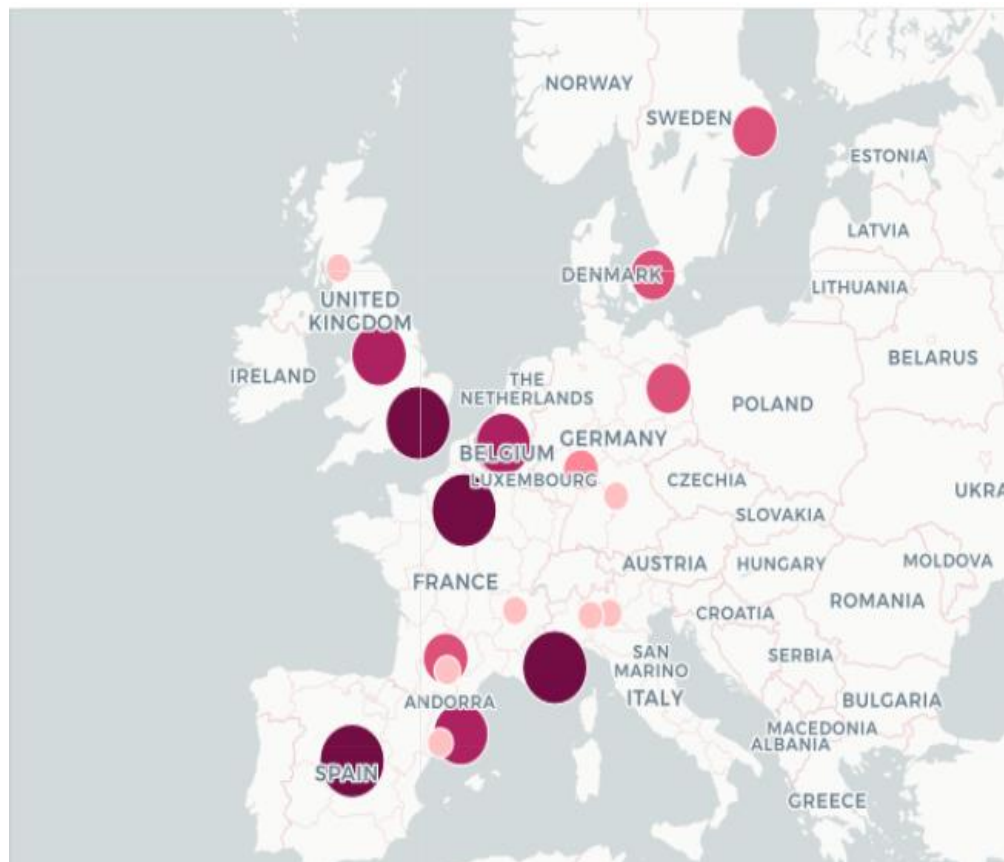 NORWAY
SWEDEN
ESTONIA
LATVIA
DENMARK
LITHUANIA
UNITED
KINGDOM
BELARUS
IRELAND
THE
NETHERLANDS
POLAND
GERMANY
BELGIUM
LUXEMBOURG
CZECHIA
UKRA
SLOVAKIA
AUSTRIA
HUNGARY
MOLDOVA
FRANCE
ROMANIA
CROATIA
SAN
MARINO
SERBIA
ITALY
ANDORRA
BULGARIA
MACEDONIA
ALBANIA
SPAIN
GREECE